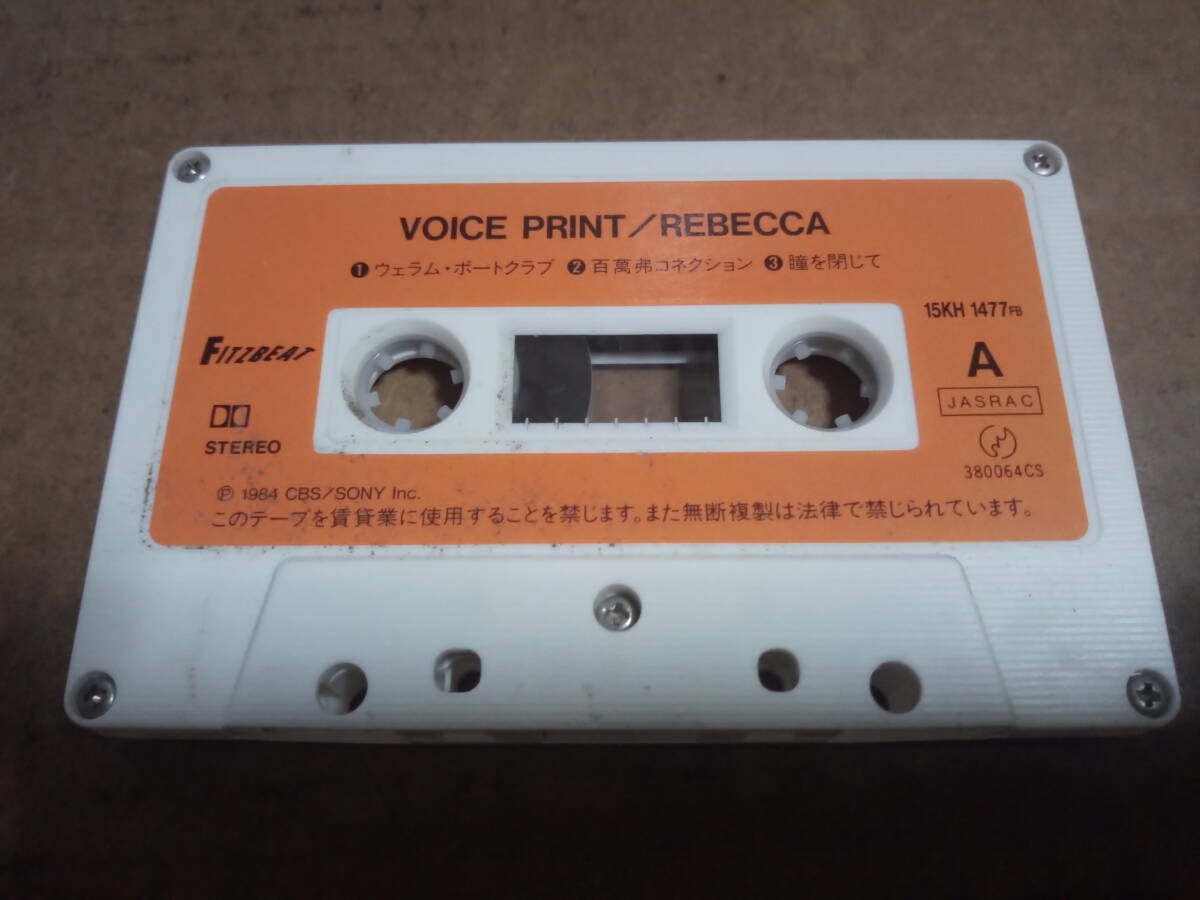 VOICE PRINT/REBECCA
❶ウェラム・ボートクラブ ❷百萬弗コネクション ❸瞳を閉じて
15KH 1477FB
FITZBEAT
A
JASRAC
STEREO
380064CS
Ⓟ 1984 CBS/SONY Inc.
このテープを賃貸業に使用することを禁じます。また無断複製は法律で禁じられています。